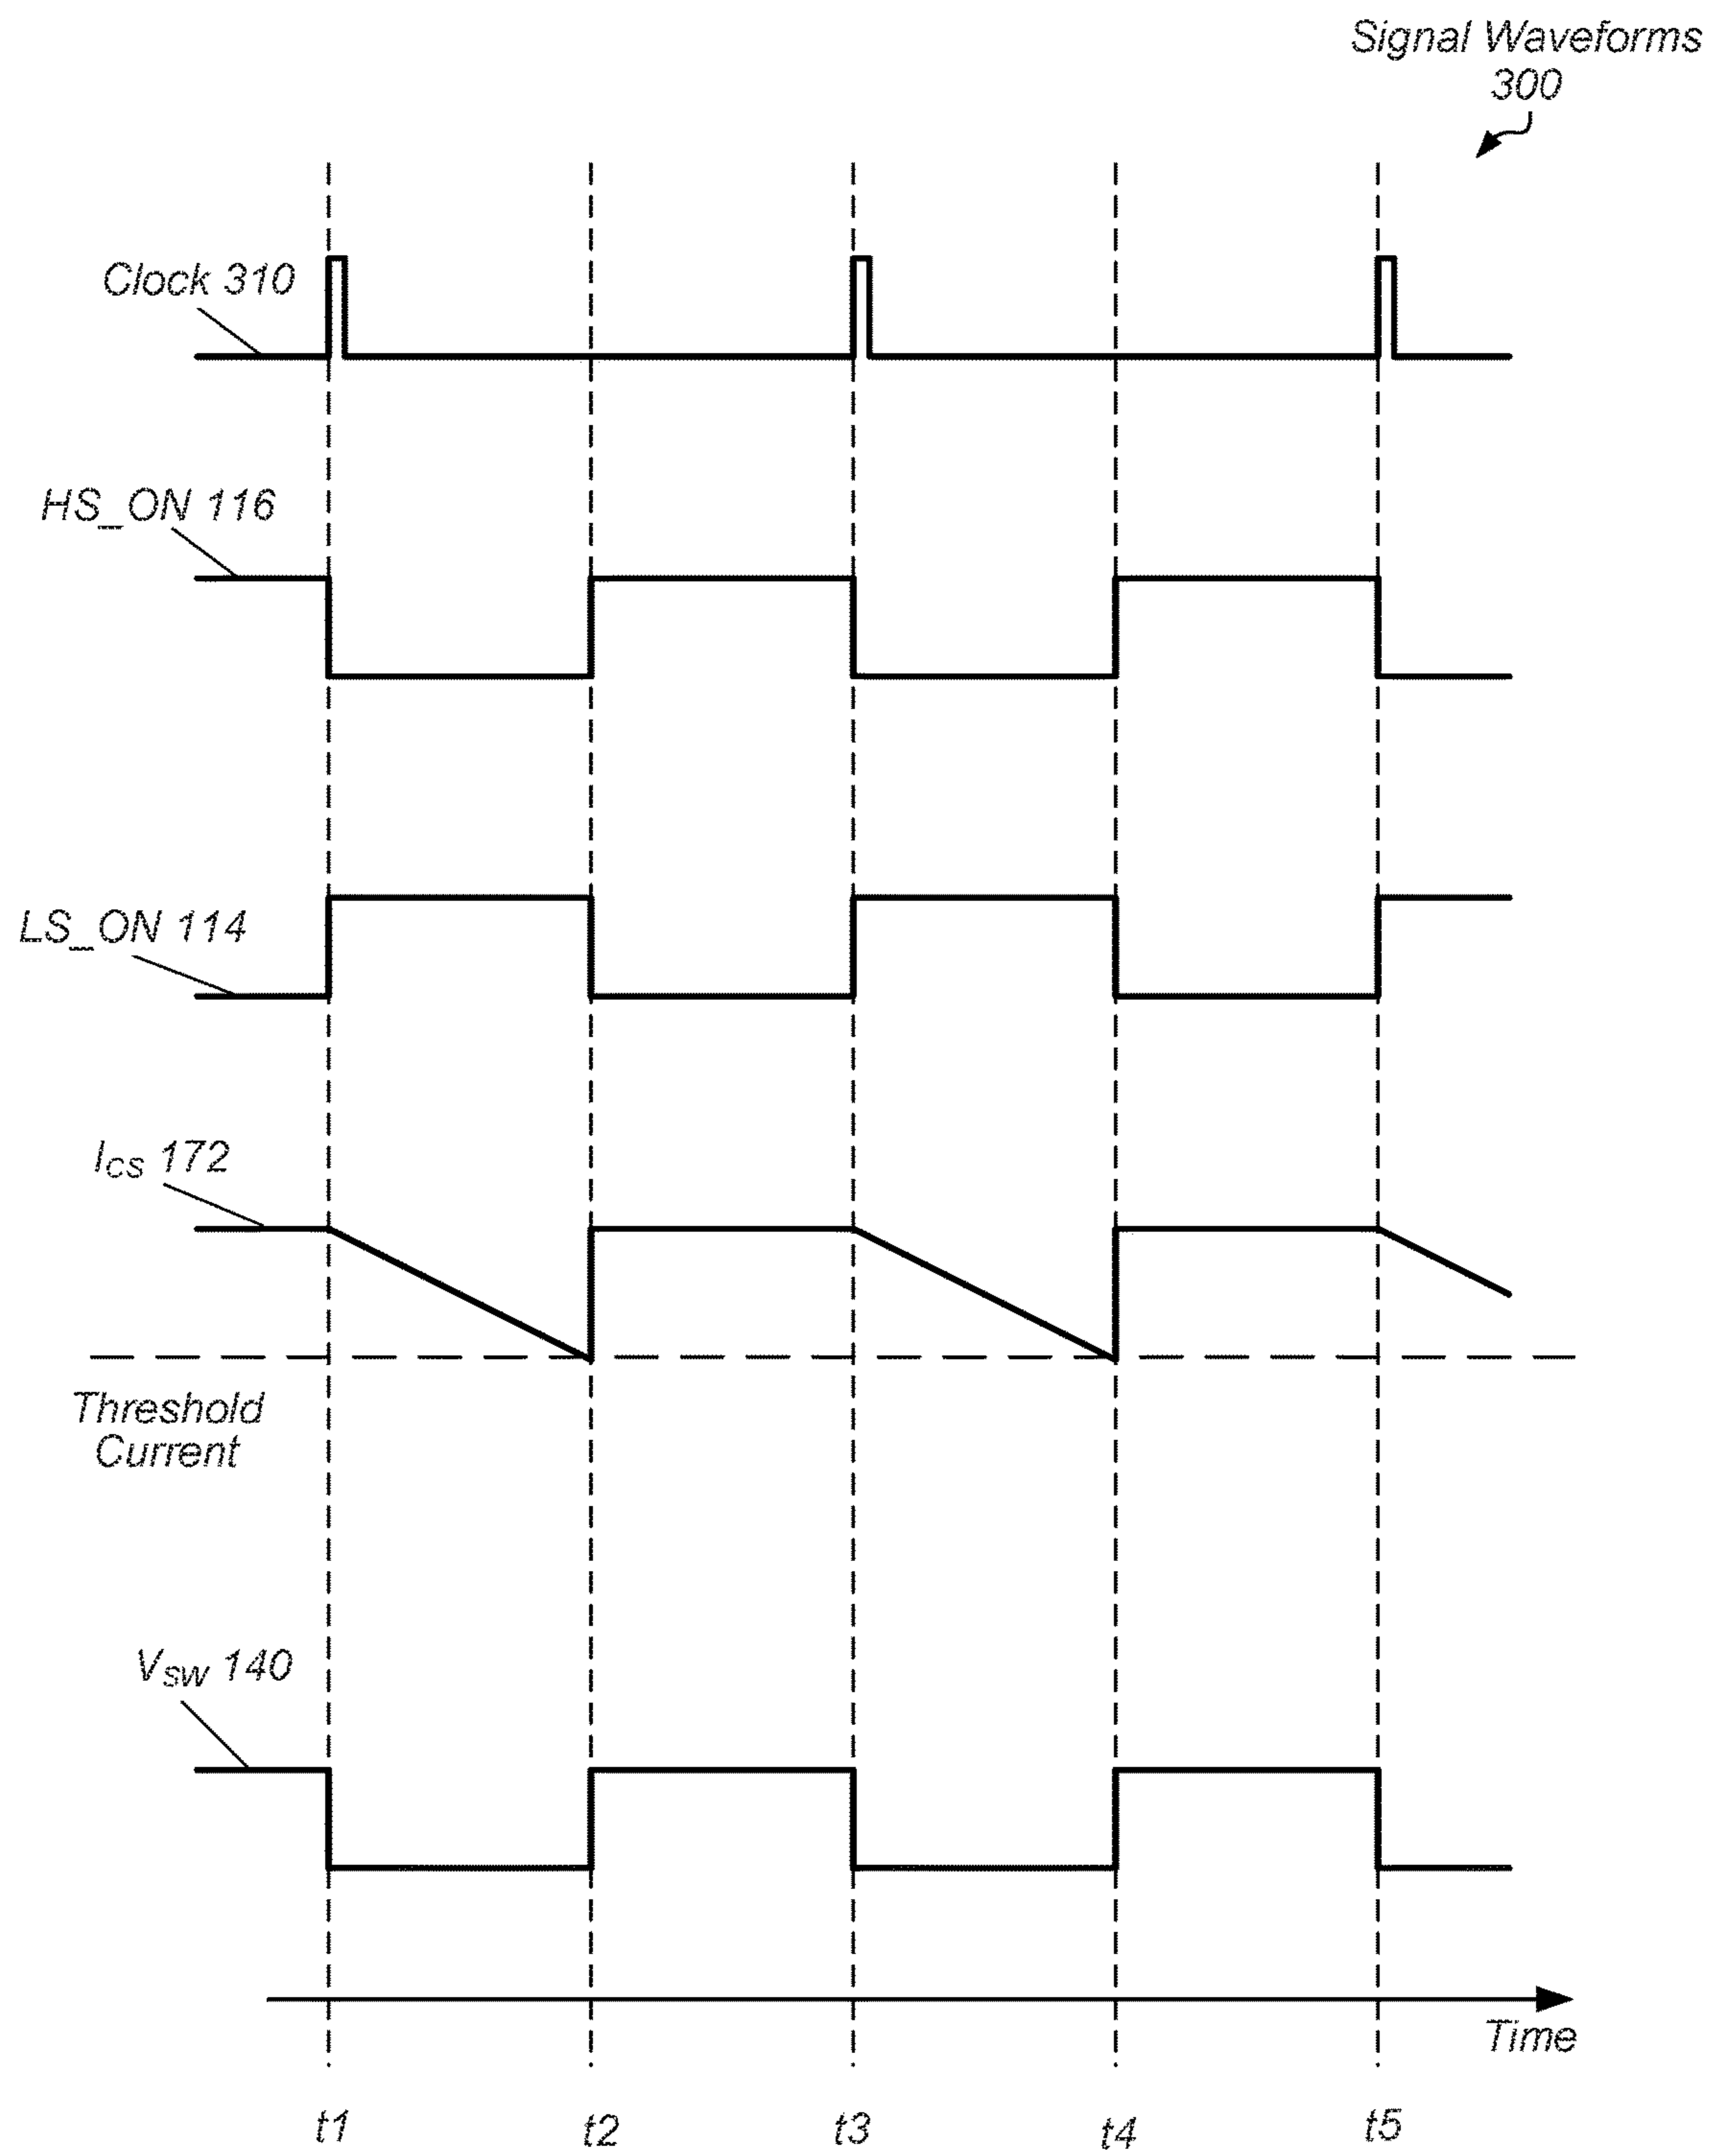 Signal Waveforms
300
Clock 310
HS_ON 116
LS_ON 114
ICS 172
Threshold
Current
VSW 140
Time
t1 t2 t3 t4 t5